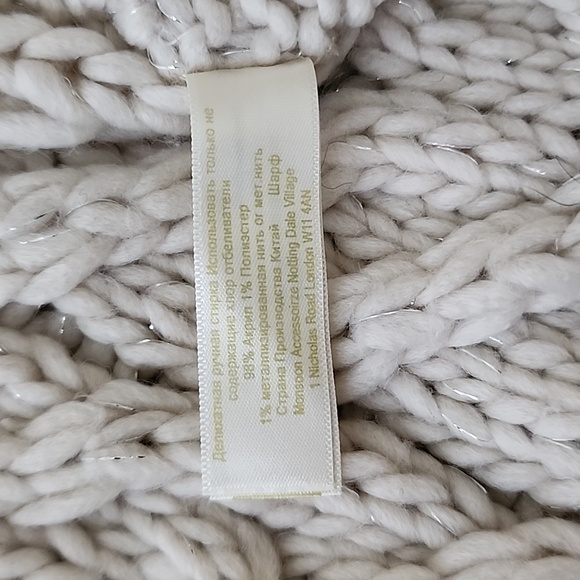 Деликатная ручная стирка Использовать только не
содержащие хлор отбеливатели
98% Акрил 1% Полиэстер
1% метализированная нить от мет.нить
Страна Производства Китай Шарф
Monsoon Accessorize Notting Dale Village
1 Nicholas Road London W11 4AN